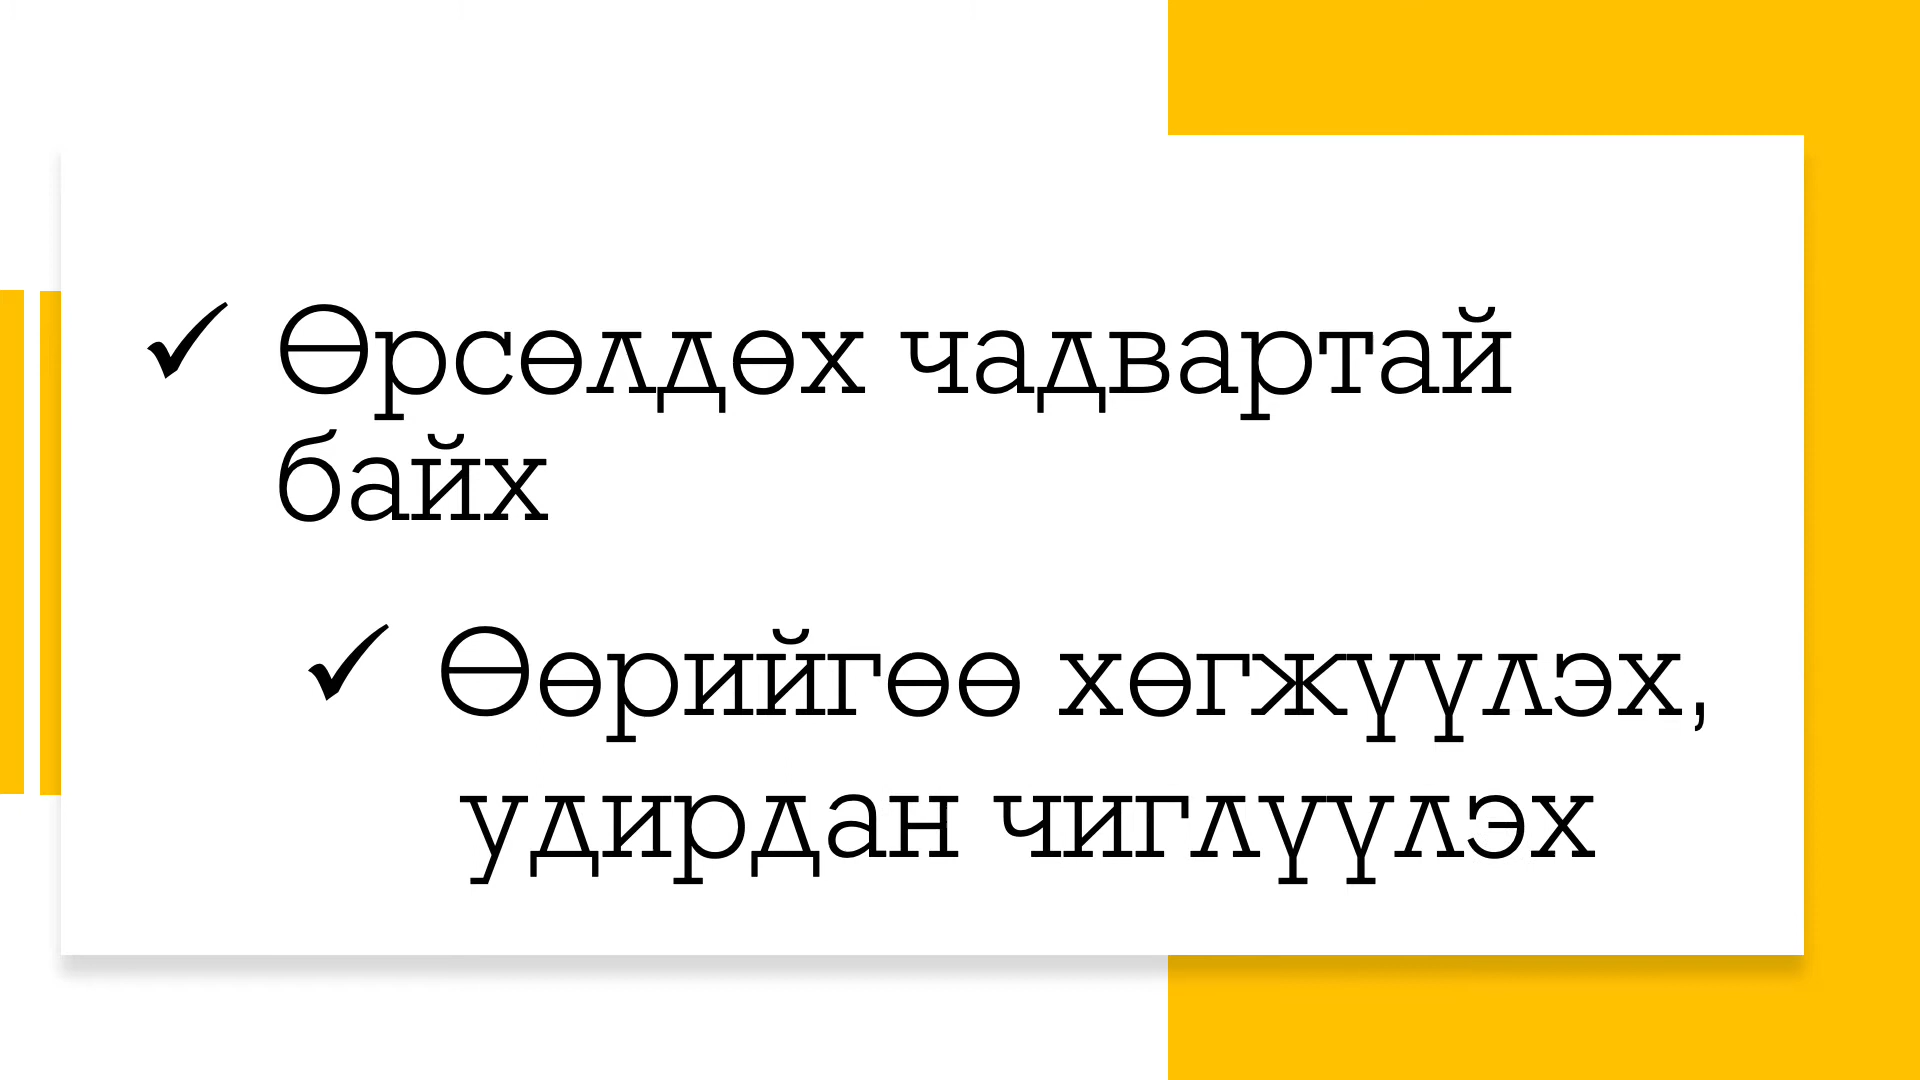 ✓ Өрсөлдөх чадвартай
байх
✓ Өөрийгөө хөгжүүлэх,
удирдан чиглүүлэх